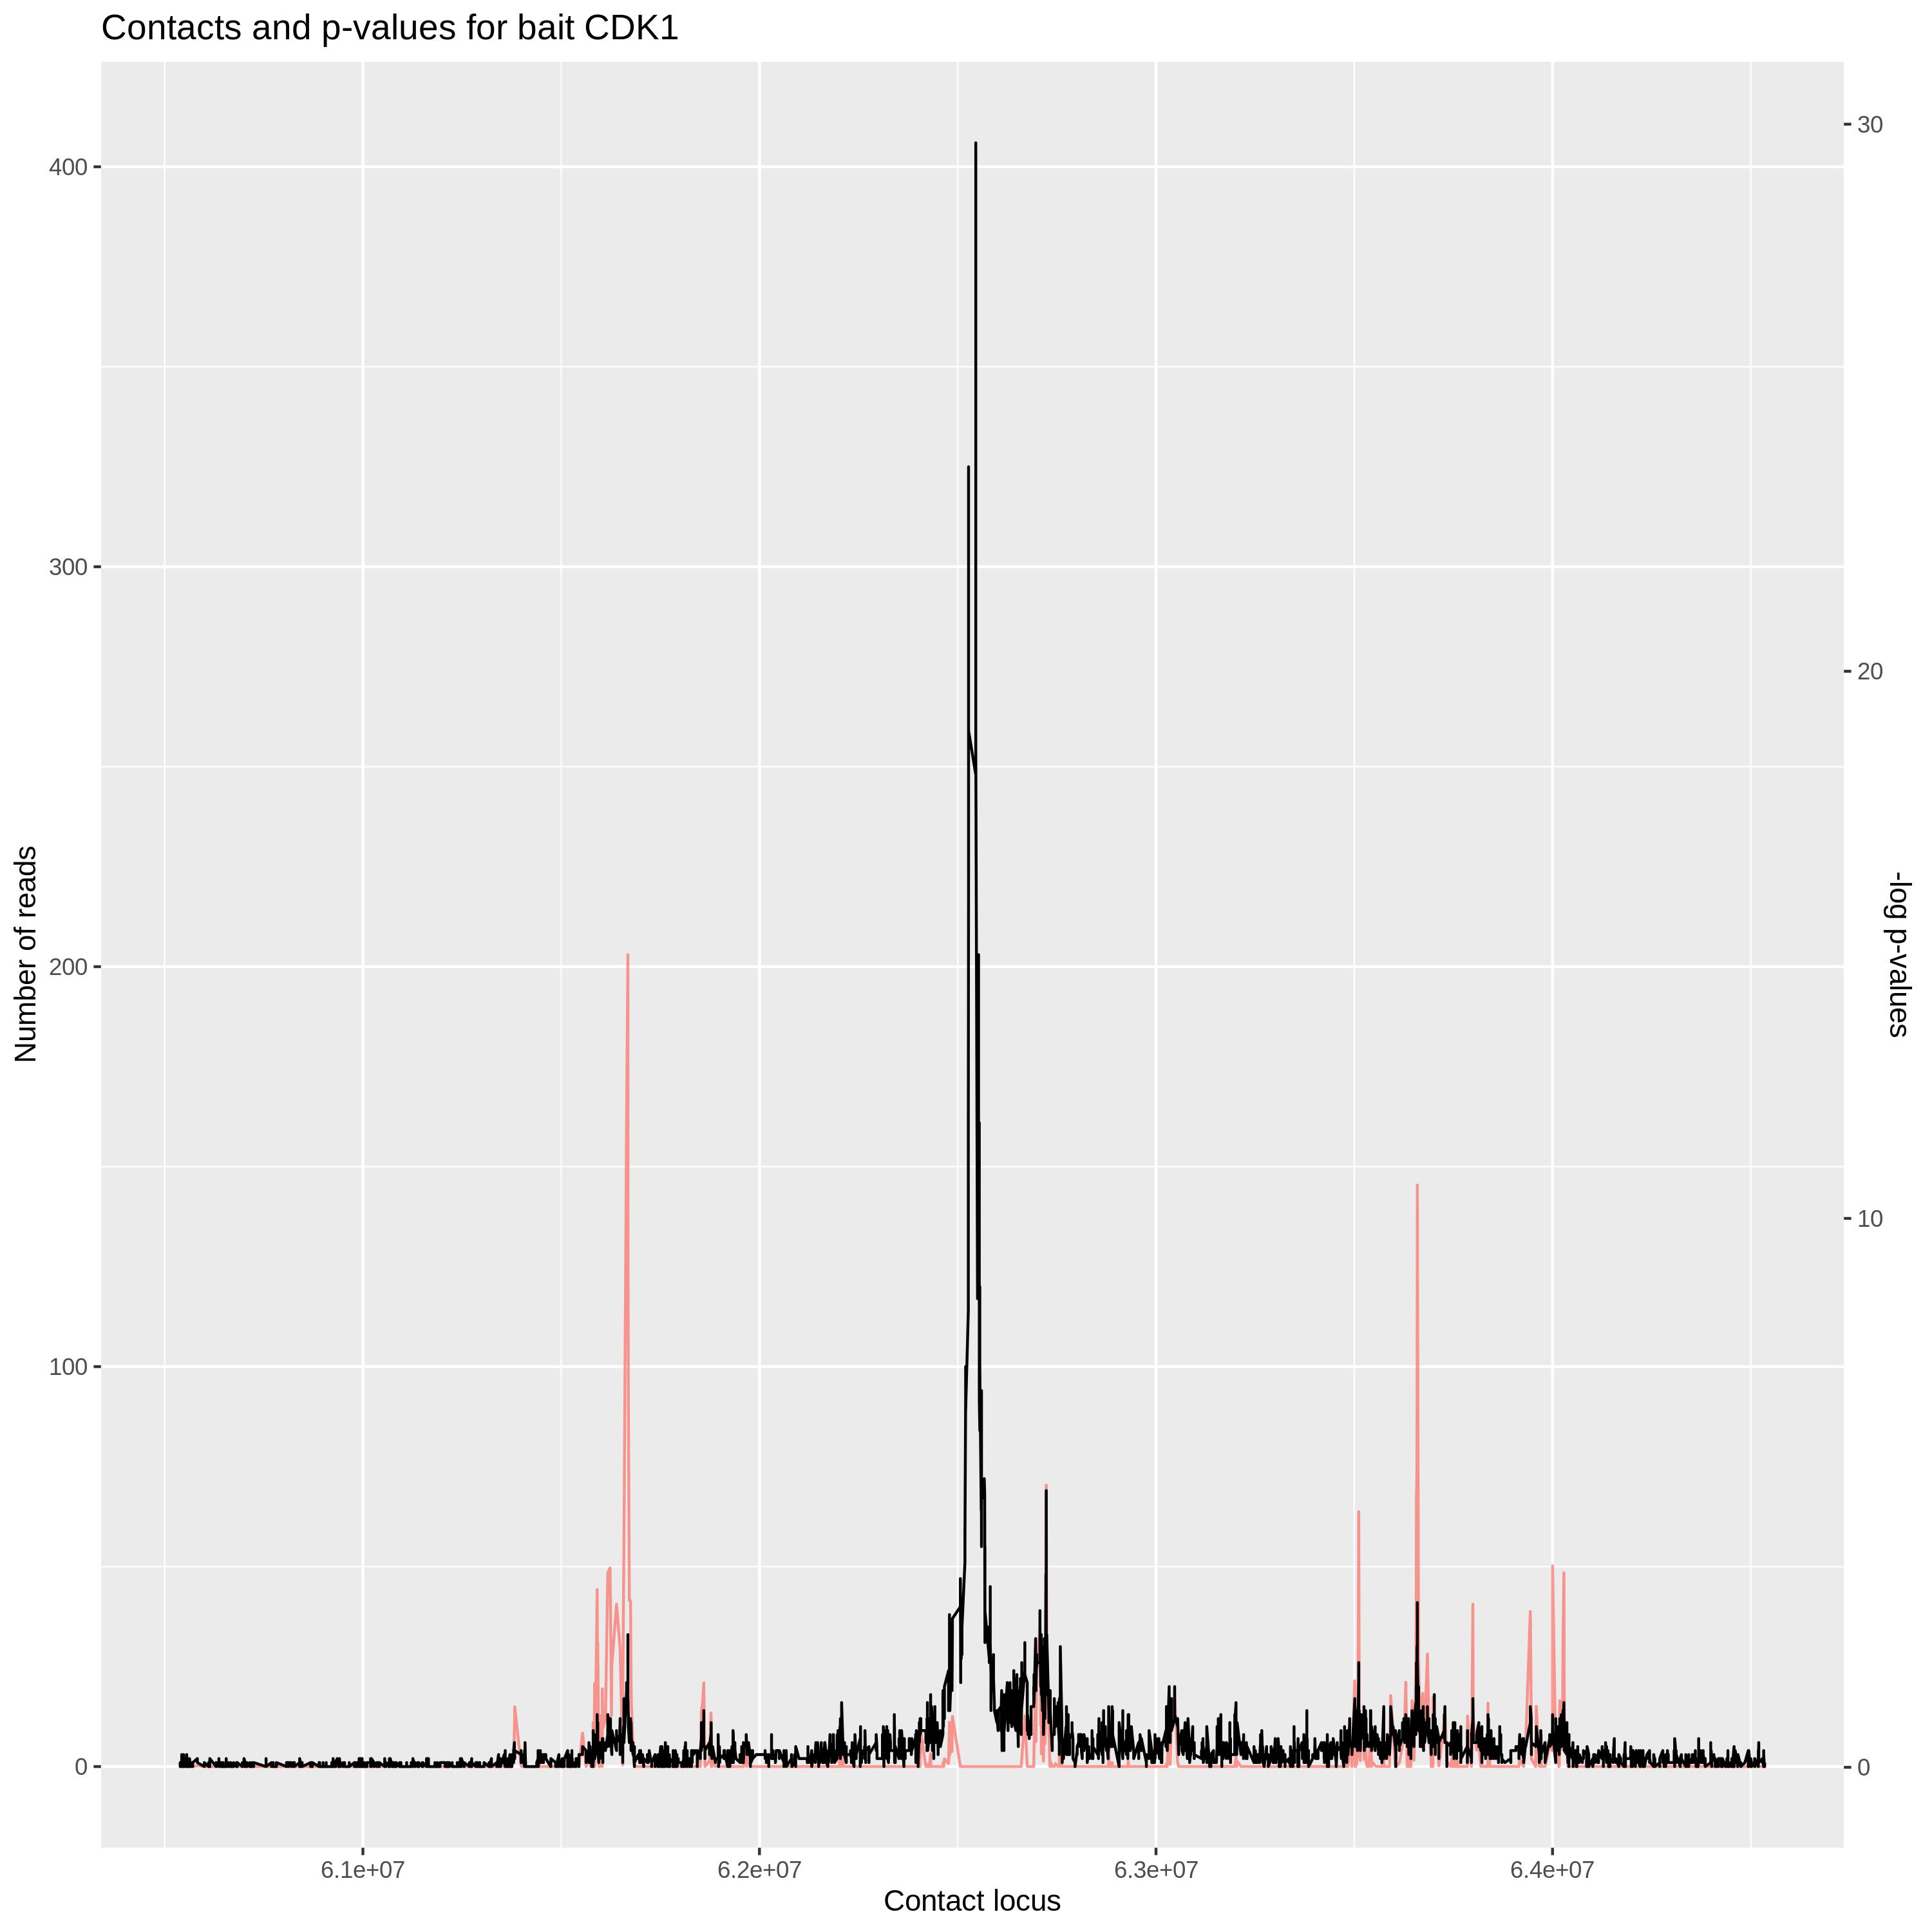 Contacts and p-values for bait CDK1
400
300
200
100
0
Number of reads
30
20
10
0
-log p-values
6.1e+07
6.2e+07
6.3e+07
6.4e+07
Contact locus